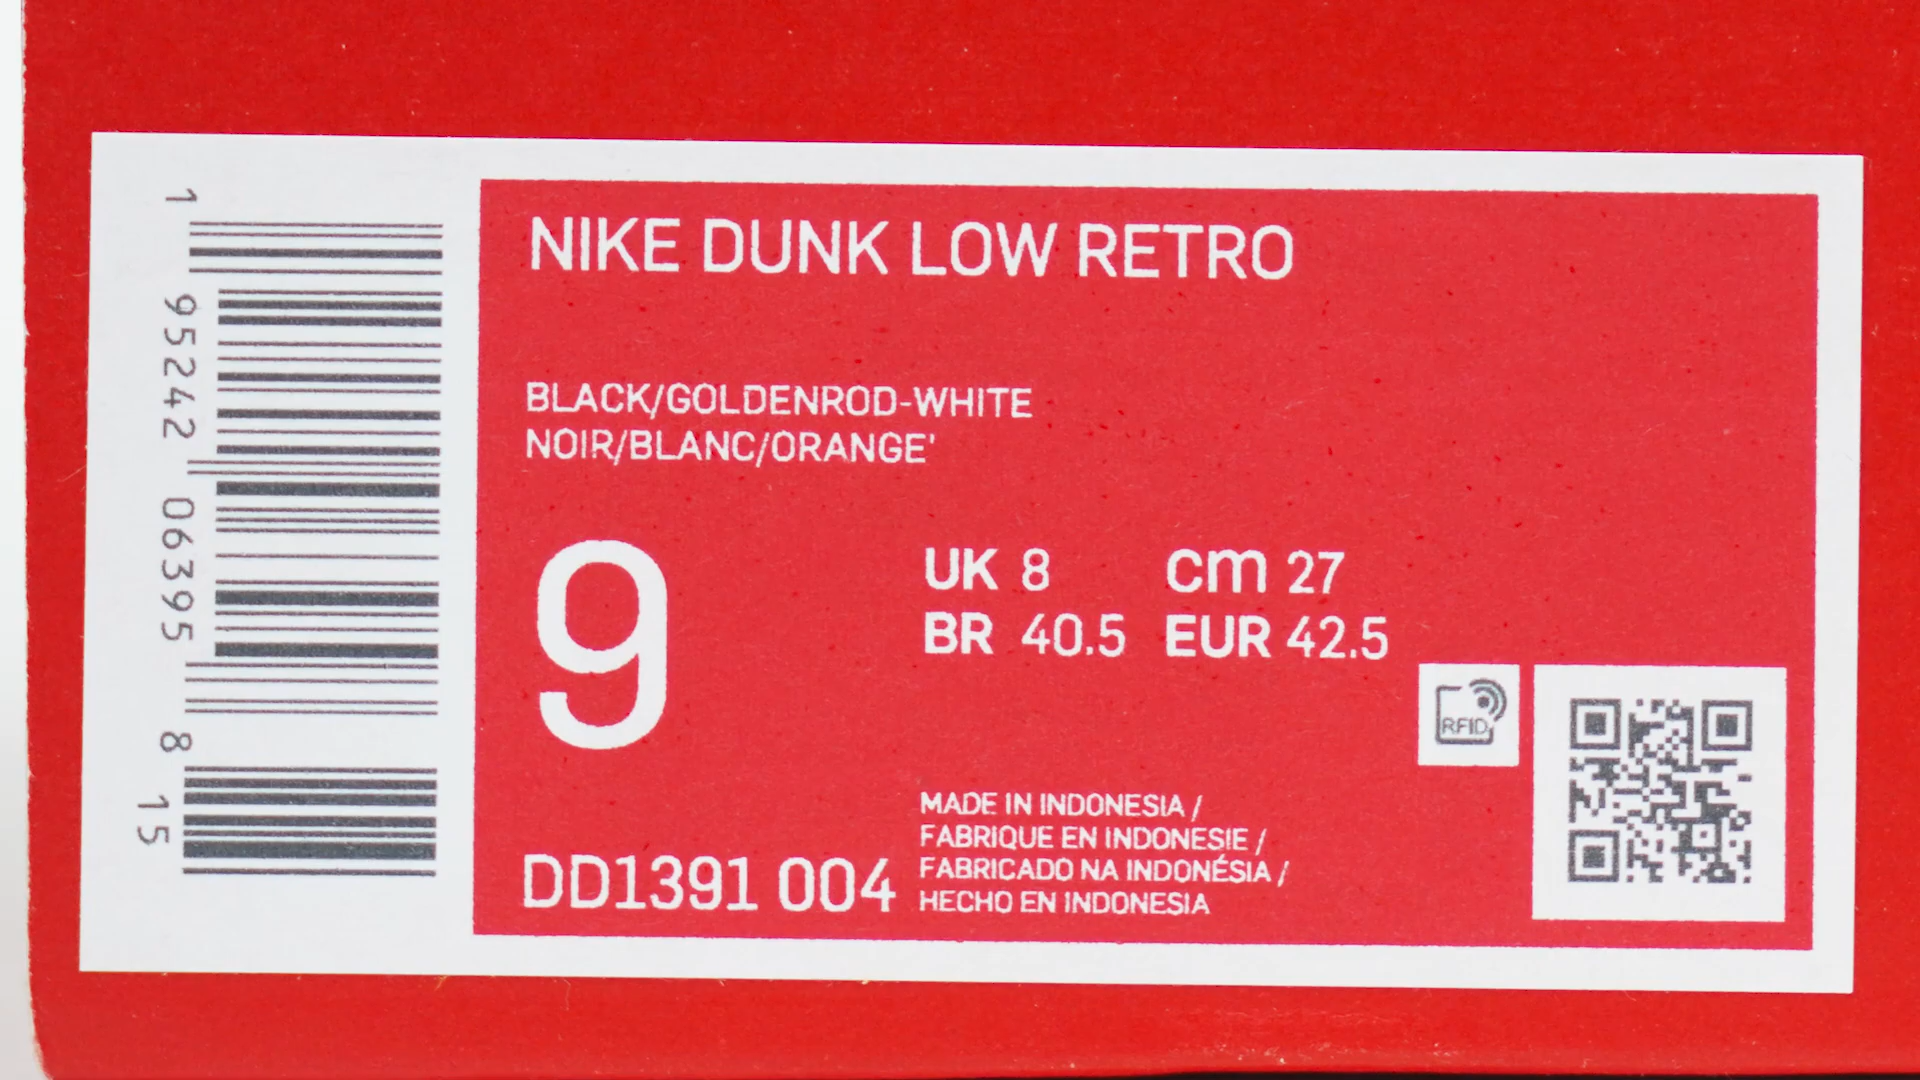 1 95242 06395 8 15
NIKE DUNK LOW RETRO
BLACK/GOLDENROD-WHITE
NOIR/BLANC/ORANGE'
9
UK 8 cm 27
BR 40.5 EUR 42.5
RFID
DD1391 004
MADE IN INDONESIA /
FABRIQUE EN INDONESIE /
FABRICADO NA INDONÉSIA /
HECHO EN INDONESIA